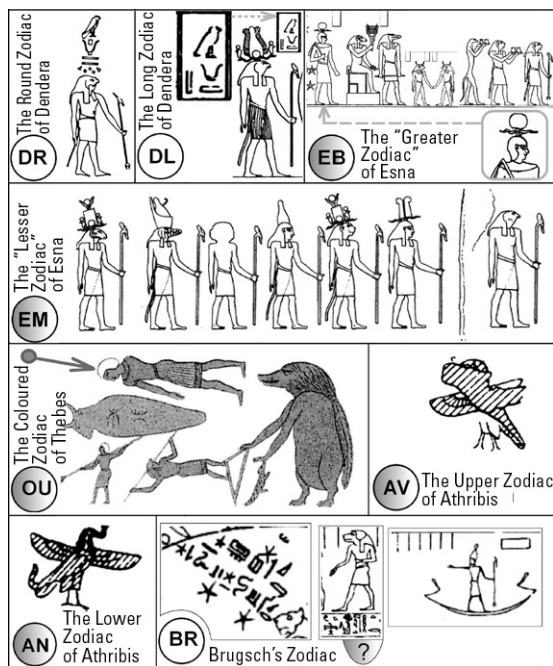 The Round Zodiac
of Dendera
DR
The Long Zodiac
of Dendera
DL
The "Greater
Zodiac"
of Esna
EB
The "Lesser
Zodiac"
of Esna
EM
The Coloured
Zodiac
of Thebes
OU
AV
The Upper Zodiac
of Athribis
AN
The Lower
Zodiac
of Athribis
BR
Brugsch's Zodiac
?